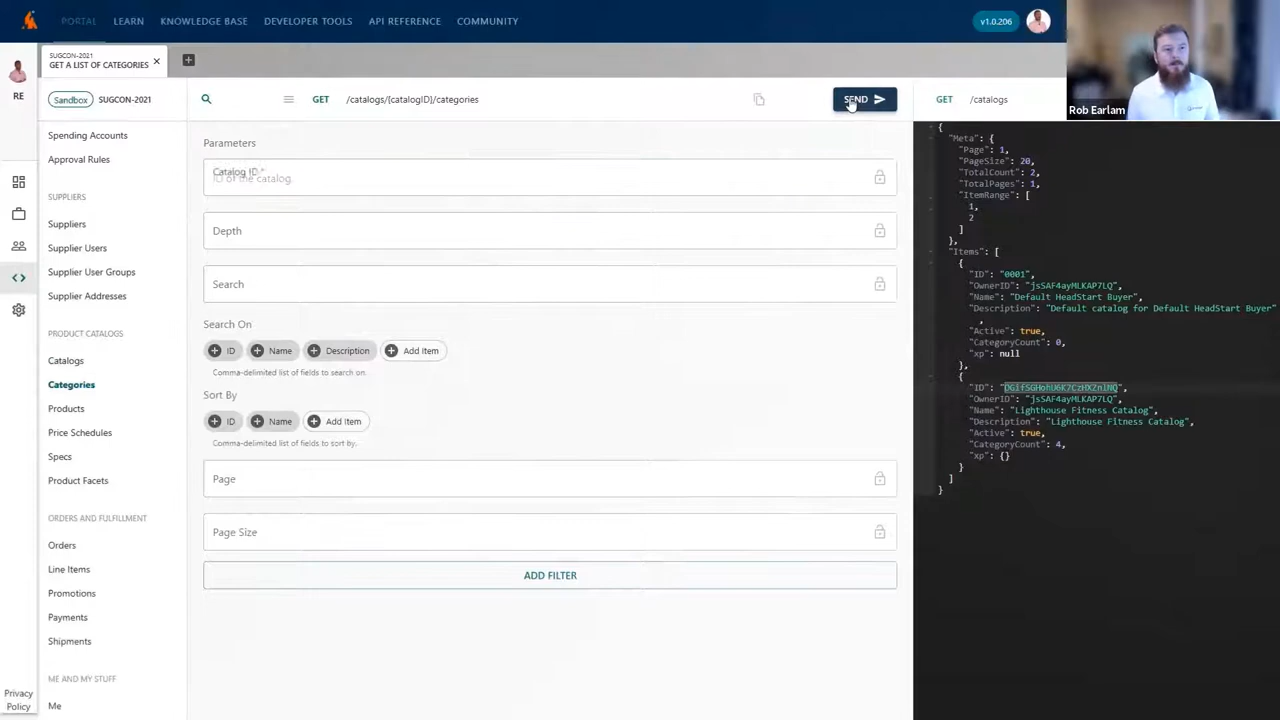 PORTAL
LEARN
KNOWLEDGE BASE
DEVELOPER TOOLS
API REFERENCE
COMMUNITY
v1.0.206
RE
SUGCON-2021
GET A LIST OF CATEGORIES
Sandbox SUGCON-2021
Spending Accounts
Approval Rules
SUPPLIERS
Suppliers
Supplier Users
Supplier User Groups
Supplier Addresses
PRODUCT CATALOGS
Catalogs
Categories
Products
Price Schedules
Specs
Product Facets
ORDERS AND FULFILLMENT
Orders
Line Items
Promotions
Payments
Shipments
ME AND MY STUFF
Me
Privacy
Policy
GET /catalogs/{catalogID}/categories
SEND
Parameters
Catalog ID *
ID of the catalog.
Depth
Search
Search On
ID
Name
Description
Add Item
Comma-delimited list of fields to search on.
Sort By
ID
Name
Add Item
Comma-delimited list of fields to sort by.
Page
Page Size
ADD FILTER
GET /catalogs
Rob Earlam
{
"Meta": {
"Page": 1,
"PageSize": 20,
"TotalCount": 2,
"TotalPages": 1,
"ItemRange": [
1,
2
]
},
"Items": [
{
"ID": "0001",
"OwnerID": "jsSAF4ayMLKAP7LQ",
"Name": "Default HeadStart Buyer",
"Description": "Default catalog for Default HeadStart Buyer"
,
"Active": true,
"CategoryCount": 0,
"xp": null
},
{
"ID": 
"OwnerID": "jsSAF4ayMLKAP7LQ",
"Name": "Lighthouse Fitness Catalog",
"Description": "Lighthouse Fitness Catalog",
"Active": true,
"CategoryCount": 4,
"xp": {}
}
]
}